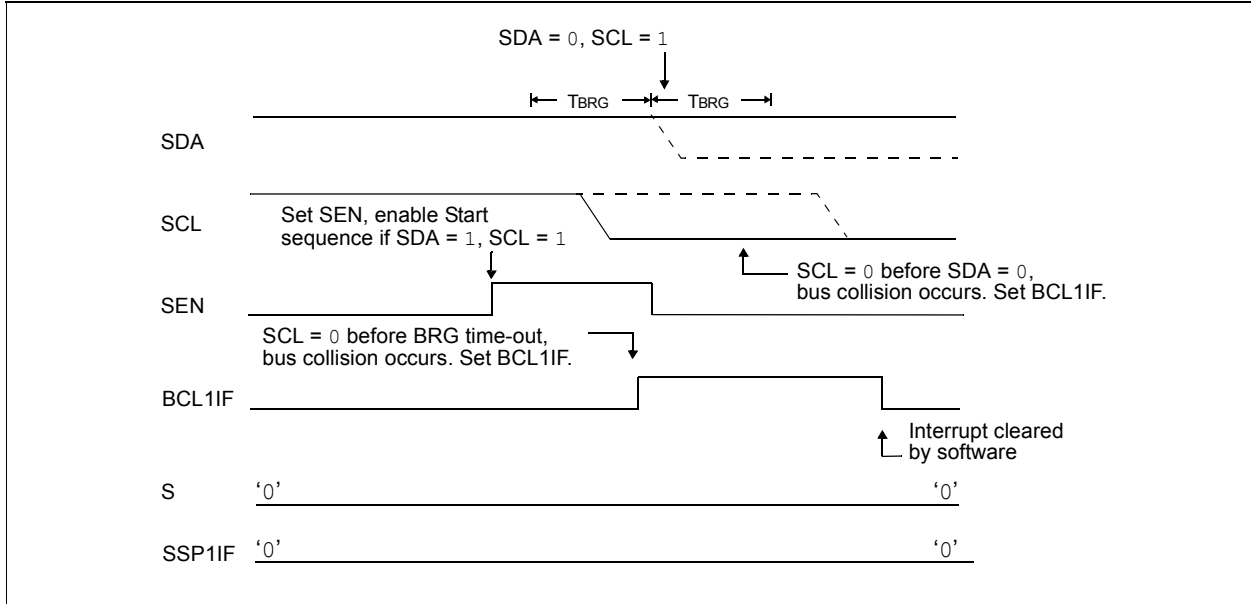 SDA = 0, SCL = 1
TBRG TBRG
SDA
SCL
Set SEN, enable Start
sequence if SDA = 1, SCL = 1
SCL = 0 before SDA = 0,
bus collision occurs. Set BCL1IF.
SEN
SCL = 0 before BRG time-out,
bus collision occurs. Set BCL1IF.
BCL1IF
Interrupt cleared
by software
S ‘0’ ‘0’
SSP1IF ‘0’ ‘0’